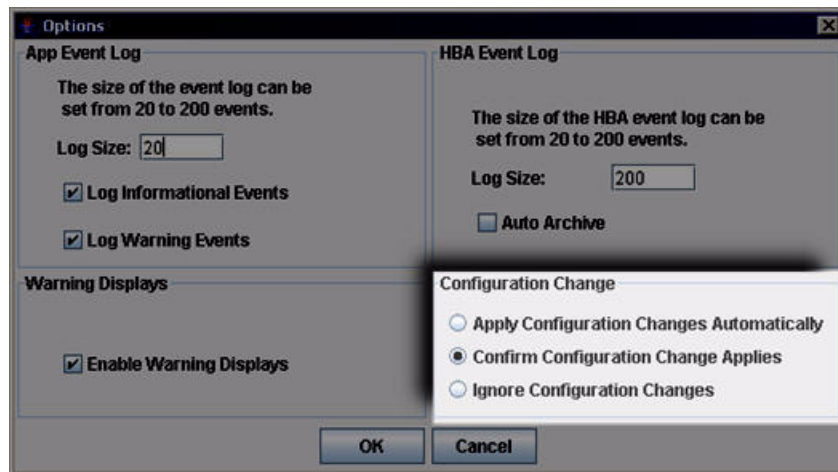 Options
App Event Log
The size of the event log can be
set from 20 to 200 events.
Log Size: 20
Log Informational Events
Log Warning Events
HBA Event Log
The size of the HBA event log can be
set from 20 to 200 events.
Log Size: 200
Auto Archive
Warning Displays
Enable Warning Displays
Configuration Change
Apply Configuration Changes Automatically
Confirm Configuration Change Applies
Ignore Configuration Changes
OK
Cancel